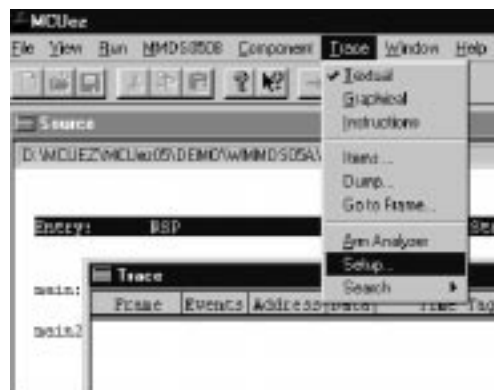 MCUez
File View Run MMDS0508 Component Trace Window Help
Textual
Graphical
Instructions
Items...
Dump...
Go to Frame...
Arm Analyzer
Setup...
Search
Source
D:\MCUEZ\MCUez05\DEMO\WMMDS05A\
Entry: RSP
main:
main2
Trace
Frame Events Address Data Time Tag